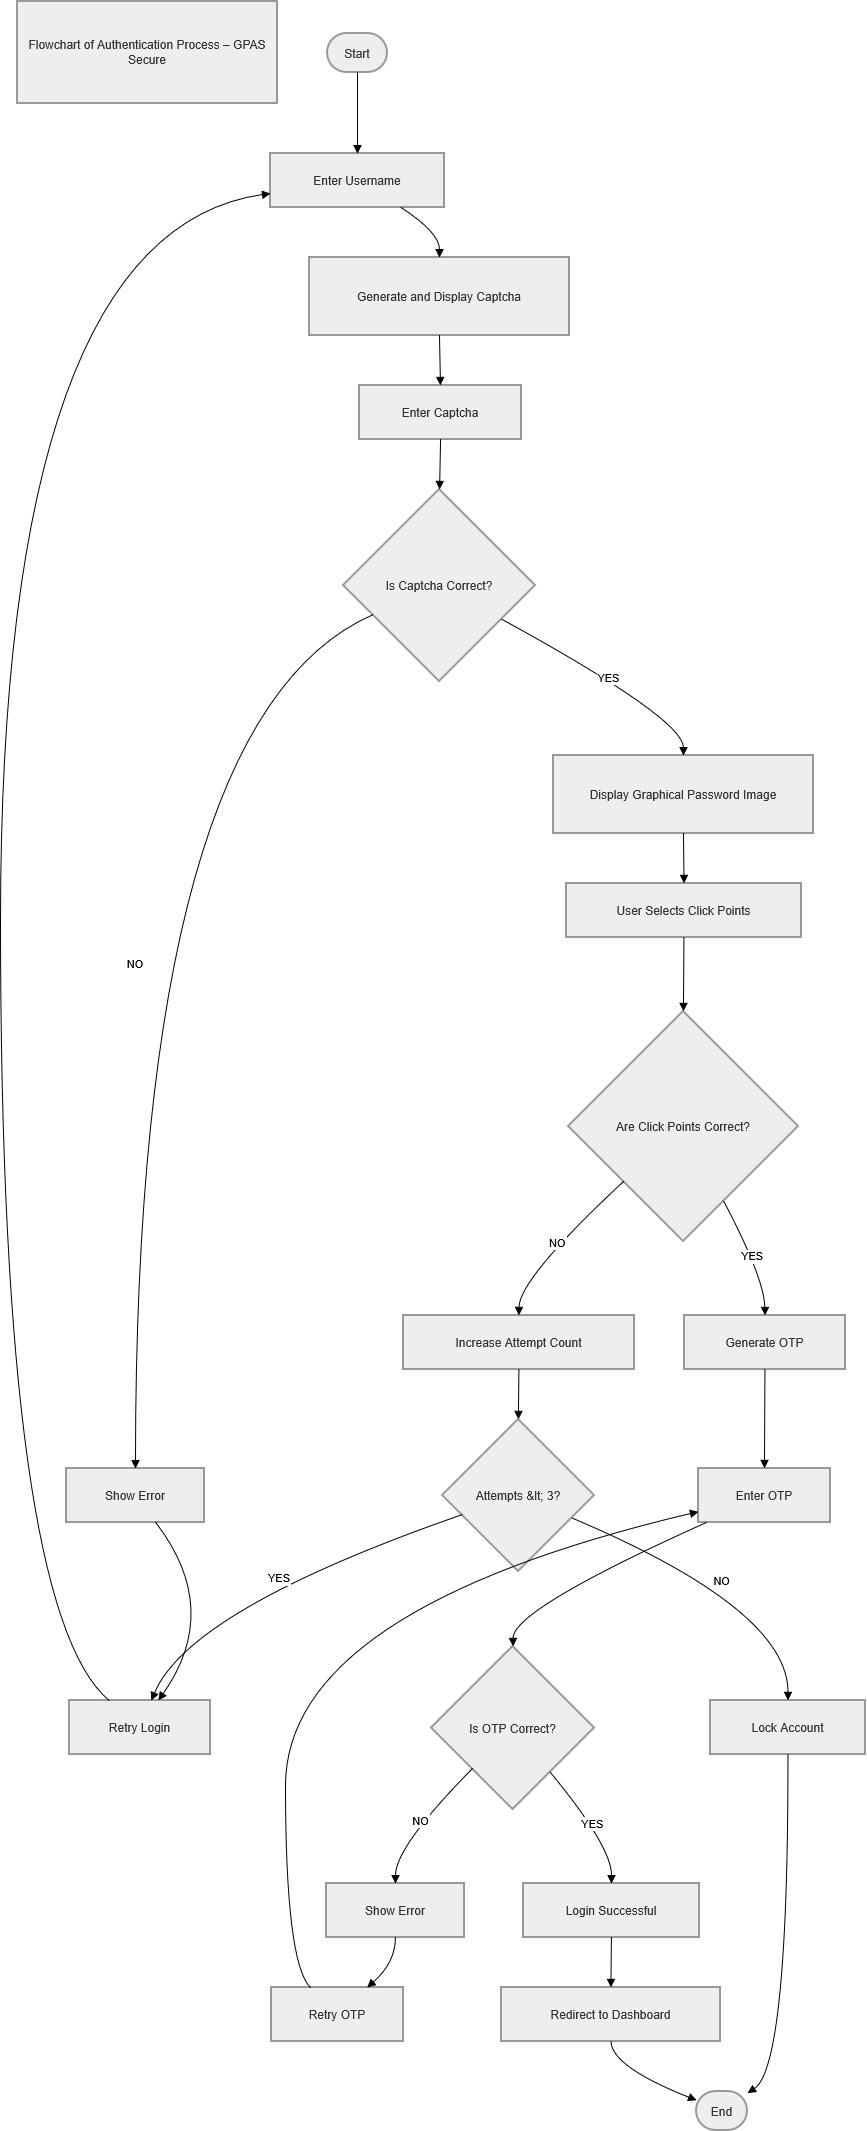 Flowchart of Authentication Process – GPAS
Secure
Start
Enter Username
Generate and Display Captcha
Enter Captcha
Is Captcha Correct?
YES
Display Graphical Password Image
User Selects Click Points
NO
Are Click Points Correct?
NO
YES
Increase Attempt Count
Generate OTP
Show Error
Attempts &lt; 3?
Enter OTP
YES
NO
Retry Login
Is OTP Correct?
Lock Account
NO
YES
Show Error
Login Successful
Retry OTP
Redirect to Dashboard
End